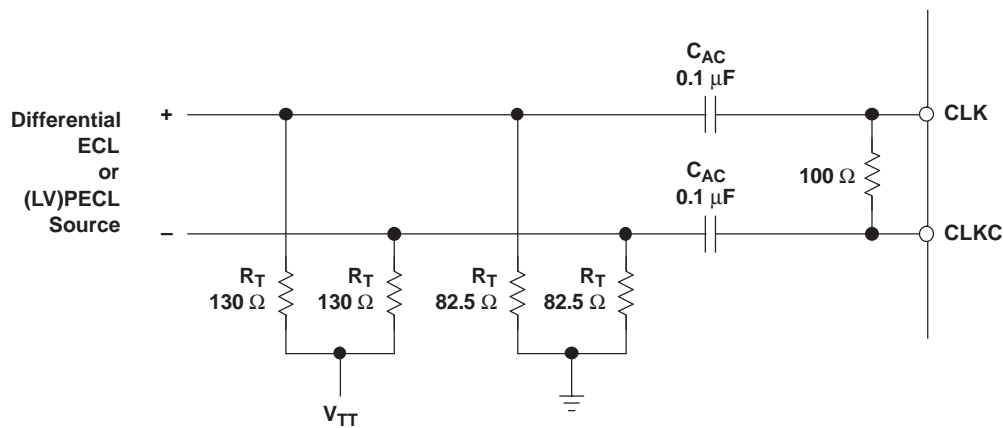 C_AC
0.1 μF
Differential
ECL
or
(LV)PECL
Source
+
CLK
100 Ω
C_AC
0.1 μF
−
CLKC
R_T
130 Ω
R_T
130 Ω
R_T
82.5 Ω
R_T
82.5 Ω
V_TT